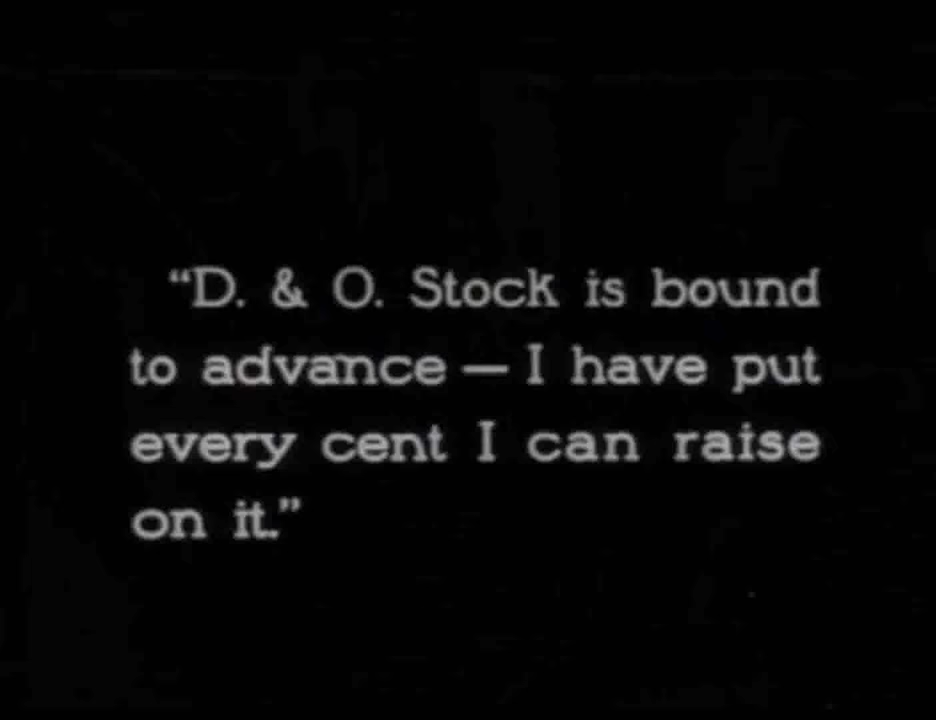 “D. & O. Stock is bound
to advance — I have put
every cent I can raise
on it.”